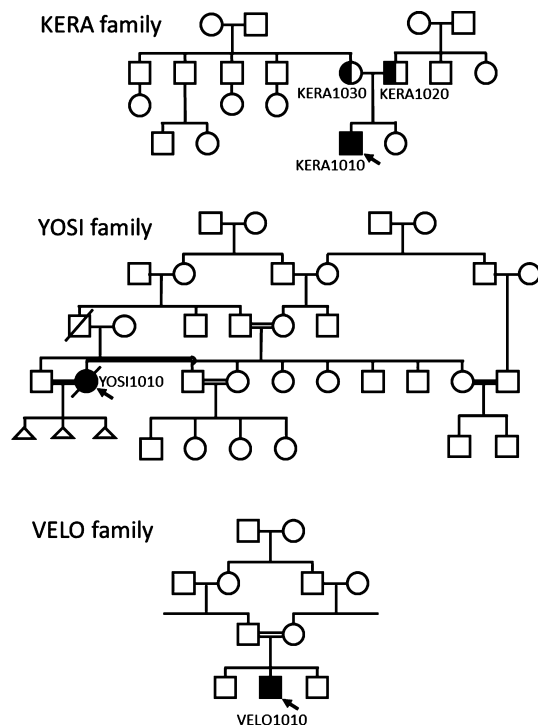 KERA family
KERA1030
KERA1020
KERA1010
YOSI family
YOSI1010
VELO family
VELO1010